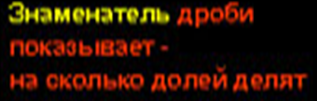 Знаменатель дроби
показывает -
на сколько долей делят